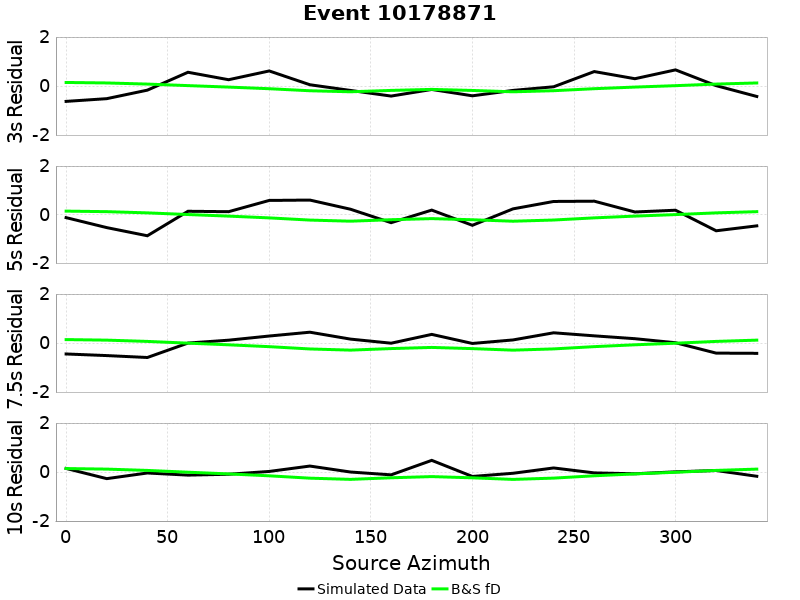 Event 10178871
2
0
-2
3s Residual
2
0
-2
5s Residual
2
0
-2
7.5s Residual
2
0
-2
10s Residual
0 50 100 150 200 250 300
Source Azimuth
Simulated Data B&S fD